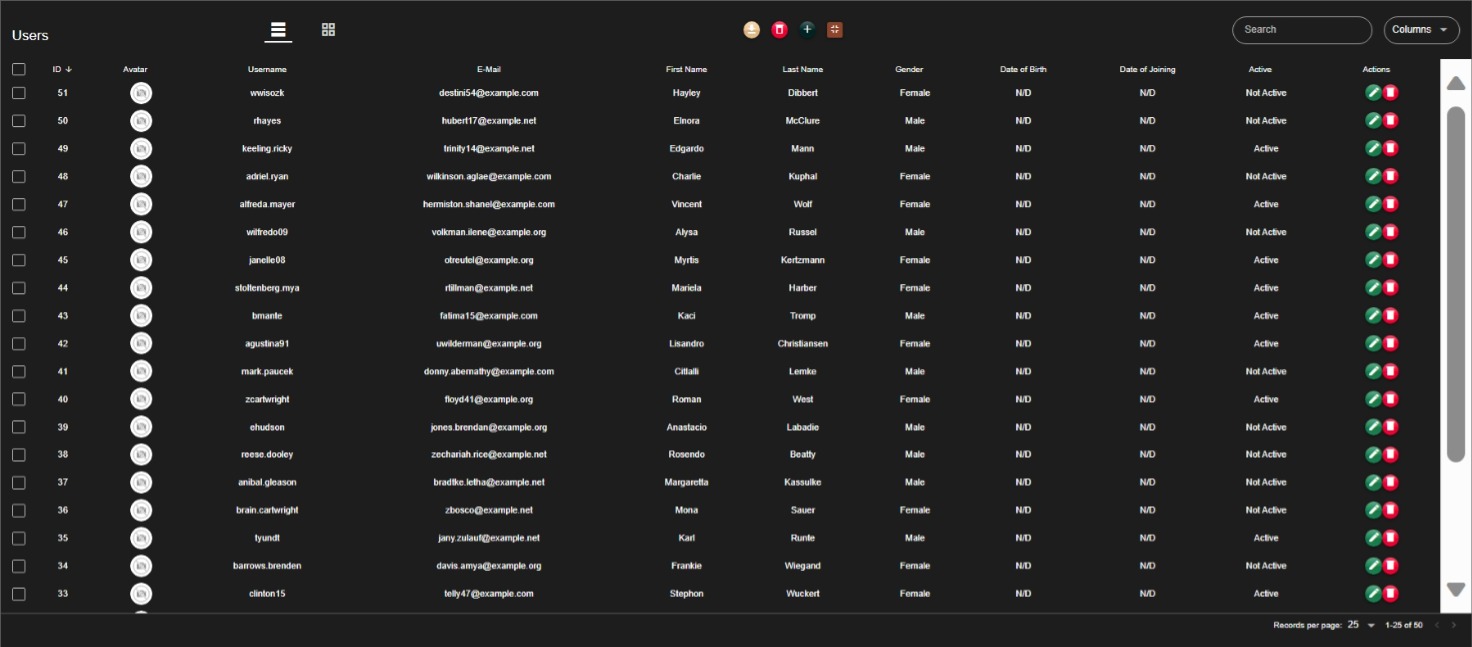 Users Search Columns
ID Avatar Username E-Mail First Name Last Name Gender Date of Birth Date of Joining Active Actions
51 wwisozk destini54@example.com Hayley Dibbert Female N/D N/D Not Active
50 rhayes hubert17@example.net Elnora McClure Male N/D N/D Not Active
49 keeling.ricky trinity14@example.net Edgardo Mann Male N/D N/D Active
48 adriel.ryan wilkinson.aglae@example.com Charlie Kuphal Female N/D N/D Not Active
47 alfreda.mayer hermiston.shanel@example.com Vincent Wolf Female N/D N/D Active
46 wilfredo09 volkman.ilene@example.org Alysa Russel Male N/D N/D Not Active
45 janelle08 otreutel@example.org Myrtis Kertzmann Female N/D N/D Active
44 stoltenberg.mya rtillman@example.net Mariela Harber Female N/D N/D Active
43 bmante fatima15@example.com Kaci Tromp Male N/D N/D Active
42 agustina91 uwilderman@example.org Lisandro Christiansen Female N/D N/D Active
41 mark.paucek donny.abernathy@example.com Citlalli Lemke Male N/D N/D Not Active
40 zcartwright floyd41@example.org Roman West Female N/D N/D Active
39 ehudson jones.brendan@example.org Anastacio Labadie Male N/D N/D Not Active
38 reese.dooley zechariah.rice@example.net Rosendo Beatty Male N/D N/D Not Active
37 anibal.gleason bradtke.letha@example.net Margaretta Kassulke Male N/D N/D Not Active
36 brain.cartwright zbosco@example.net Mona Sauer Female N/D N/D Not Active
35 tyundt jany.zulauf@example.net Karl Runte Male N/D N/D Active
34 barrows.brenden davis.amya@example.org Frankie Wiegand Female N/D N/D Not Active
33 clinton15 telly47@example.com Stephon Wuckert Female N/D N/D Active
Records per page: 25 1-25 of 50